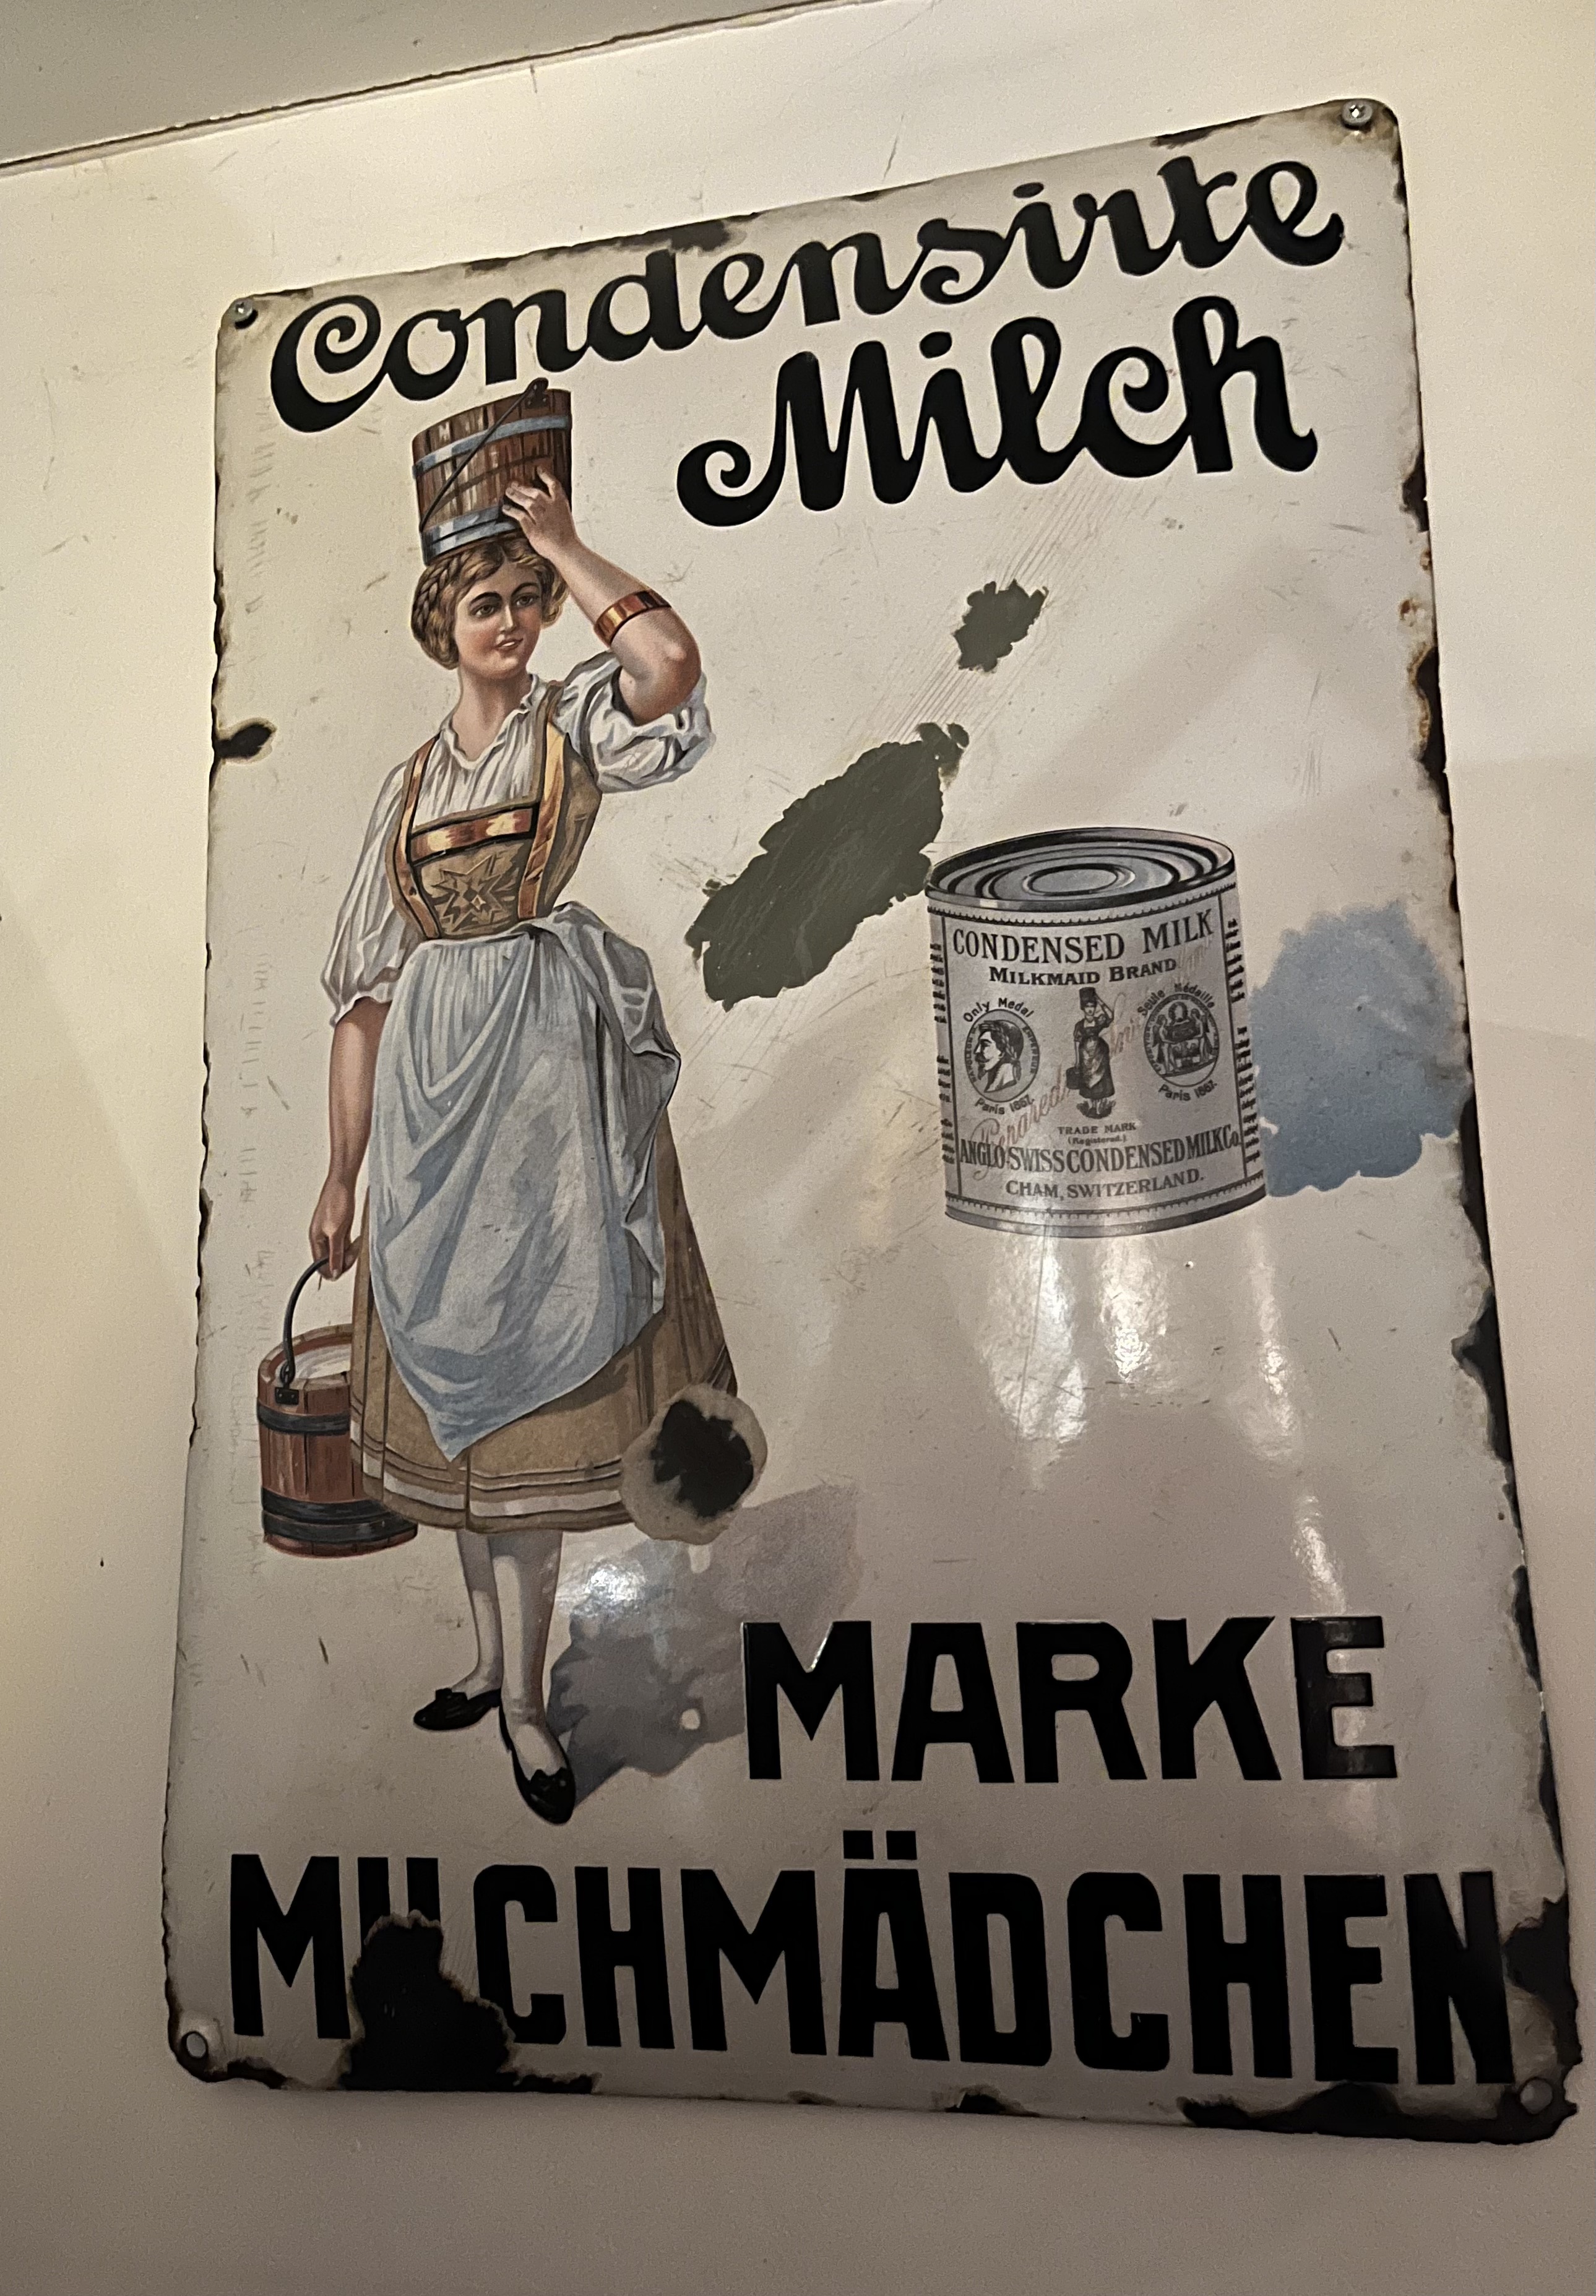 Condensirte
Milch
CONDENSED MILK
MILKMAID BRAND
Only Medal
Paris 1867.
Seule Médaille
Paris 1867.
Prepared
TRADE MARK
(Registered.)
ANGLO-SWISS CONDENSED MILK Co.
CHAM, SWITZERLAND.
MARKE
MILCHMÄDCHEN